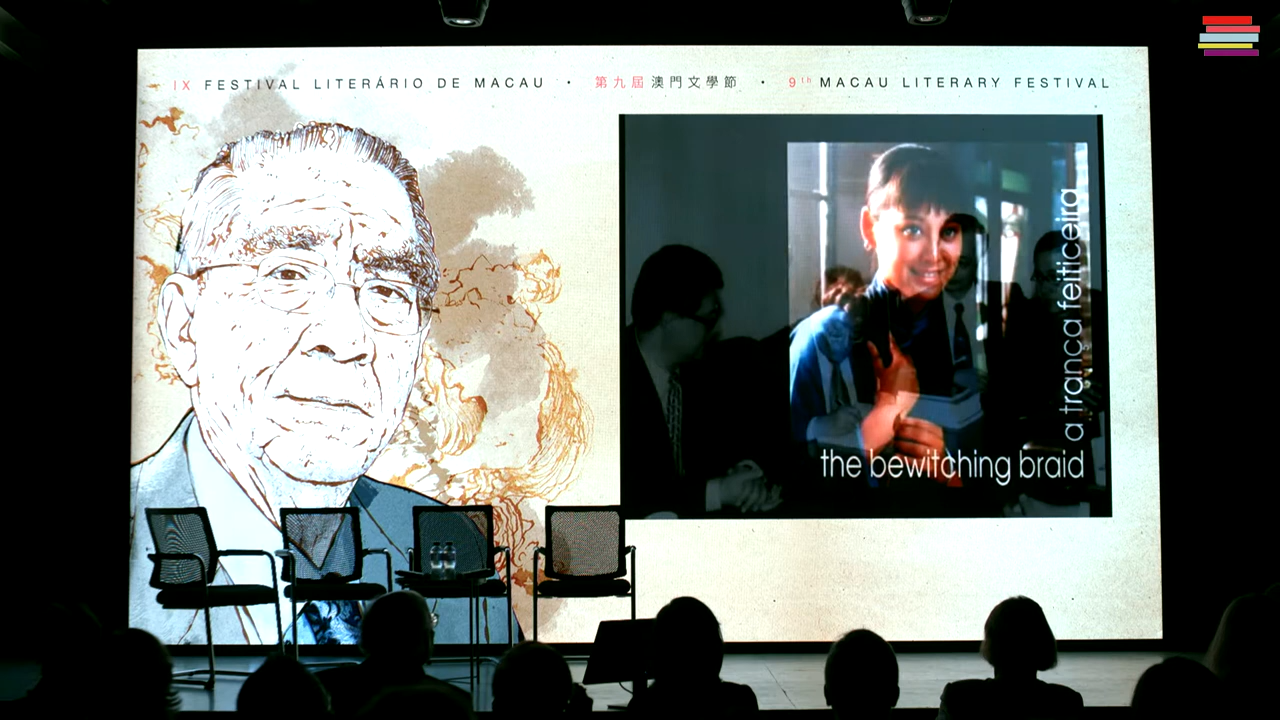 IX FESTIVAL LITERÁRIO DE MACAU • 第九屆澳門文學節 • 9th MACAU LITERARY FESTIVAL
a trança feiticeira
the bewitching braid